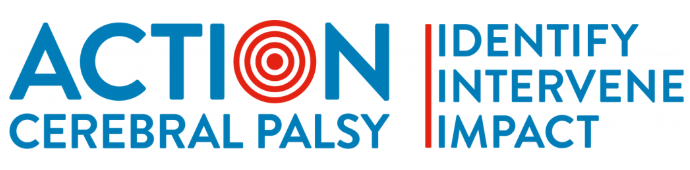 ACTION
CEREBRAL PALSY
IDENTIFY
INTERVENE
IMPACT